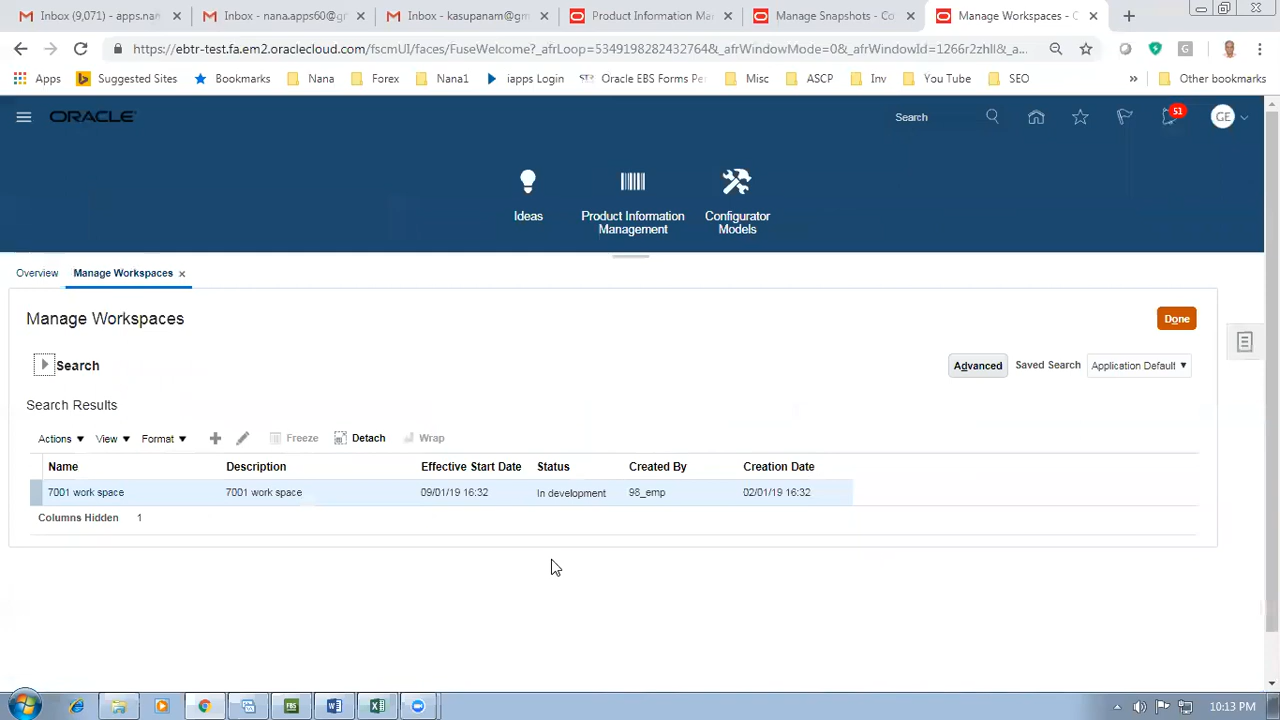 Inbox (9,071) - apps.na
Inbox - nana.apps90@gr
Inbox - kasupanam@gm
Product Information Ma
Manage Snapshots - Co
Manage Workspaces - C
https://ebtr-test.fa.em2.oraclecloud.com/fscmUI/faces/FuseWelcome?_afrLoop=53491982824327​64&_afrWindowMode=0&_afrWindowId=1266r2zhll&_a...
Apps
Suggested Sites
Bookmarks
Nana
Forex
Nana1
iapps Login
Oracle EBS Forms Pe
Misc
ASCP
Inv
You Tube
SEO
Other bookmarks
ORACLE
Search
51
GE
Ideas
Product Information Management
Configurator Models
Overview
Manage Workspaces
Manage Workspaces
Done
Search
Advanced
Saved Search
Application Default
Search Results
Actions
View
Format
Freeze
Detach
Wrap
Name Description Effective Start Date Status Created By Creation Date
7001 work space 7001 work space 09/01/19 16:32 In development 98_emp 02/01/19 16:32
Columns Hidden 1
10:13 PM